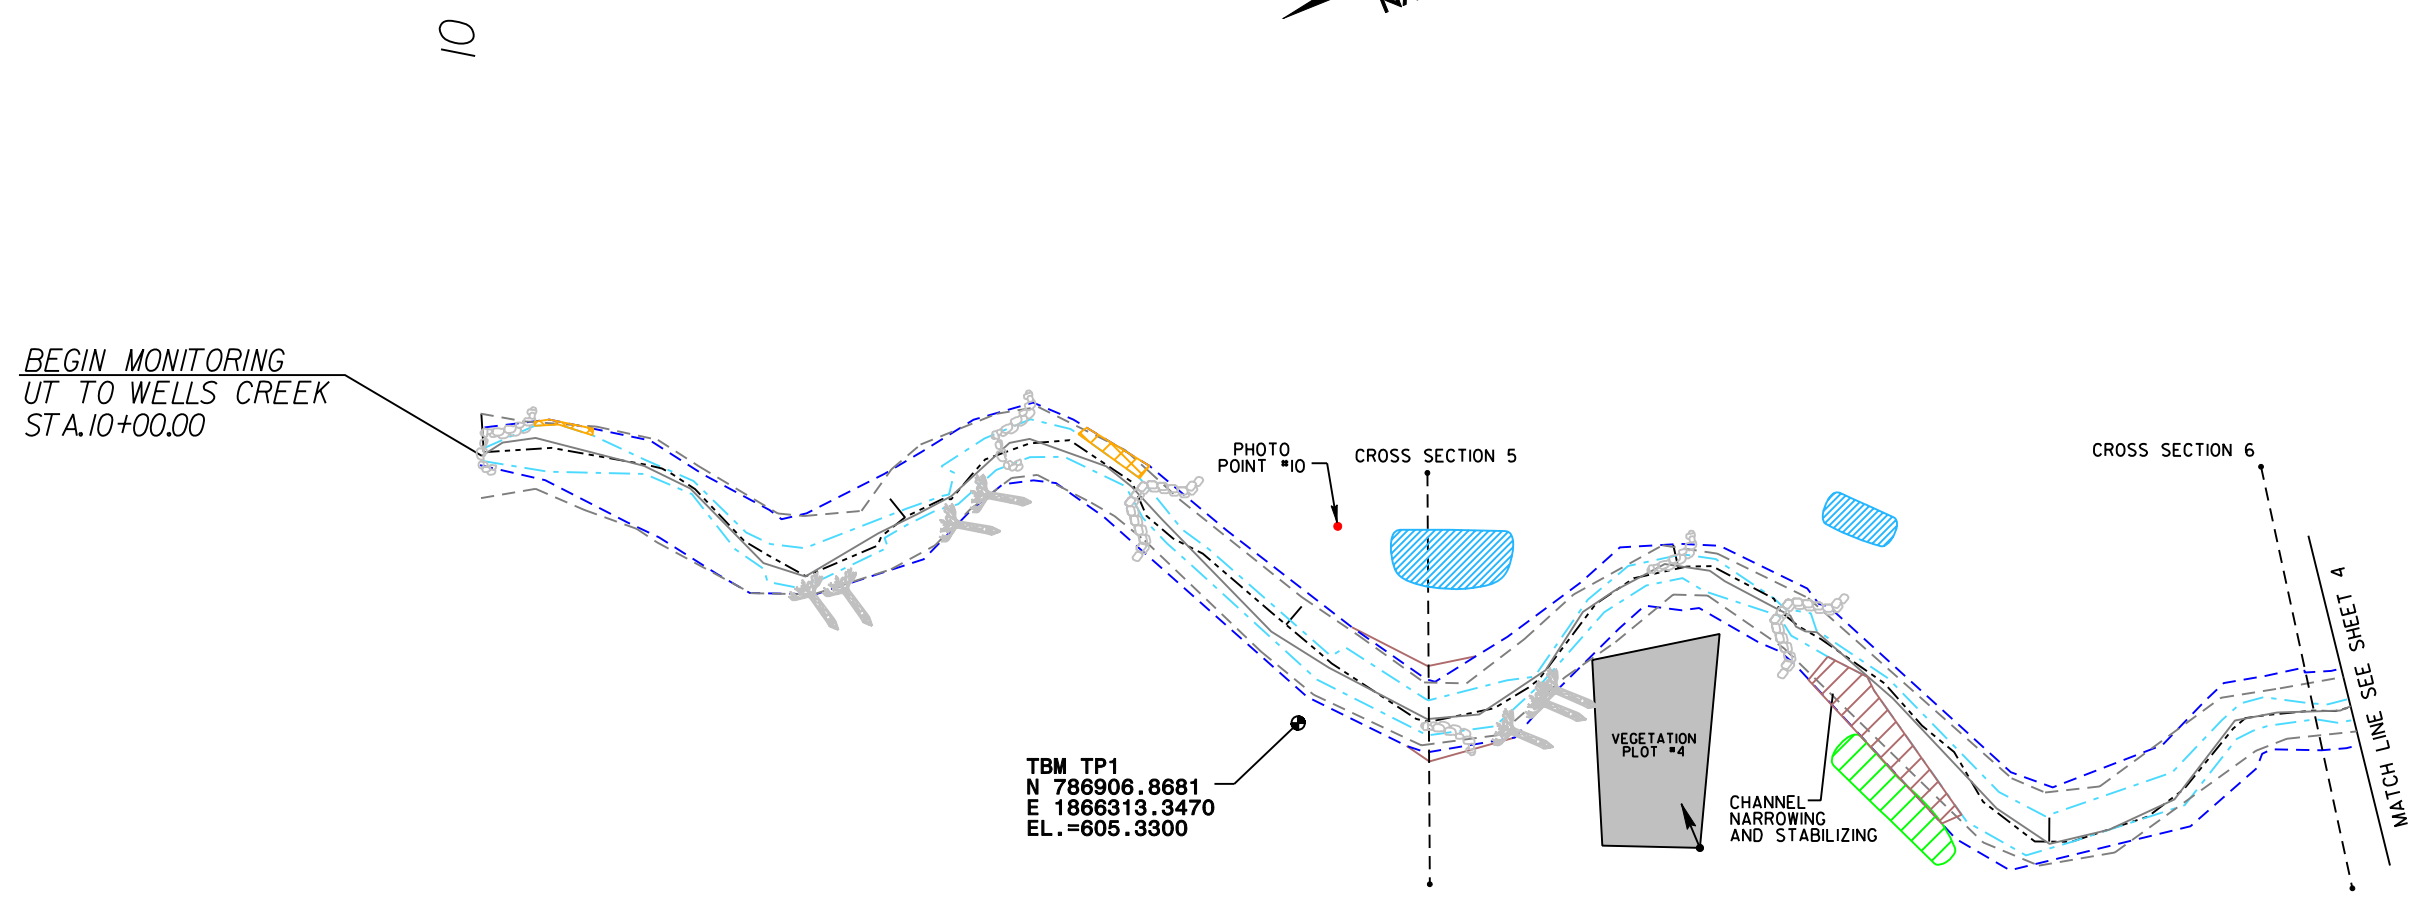 10
BEGIN MONITORING
UT TO WELLS CREEK
STA.10+00.00
PHOTO
POINT #10
CROSS SECTION 5
CROSS SECTION 6
MATCH LINE SEE SHEET 4
VEGETATION
PLOT #4
TBM TP1
N 786906.8681
E 1866313.3470
EL.=605.3300
CHANNEL
NARROWING
AND STABILIZING